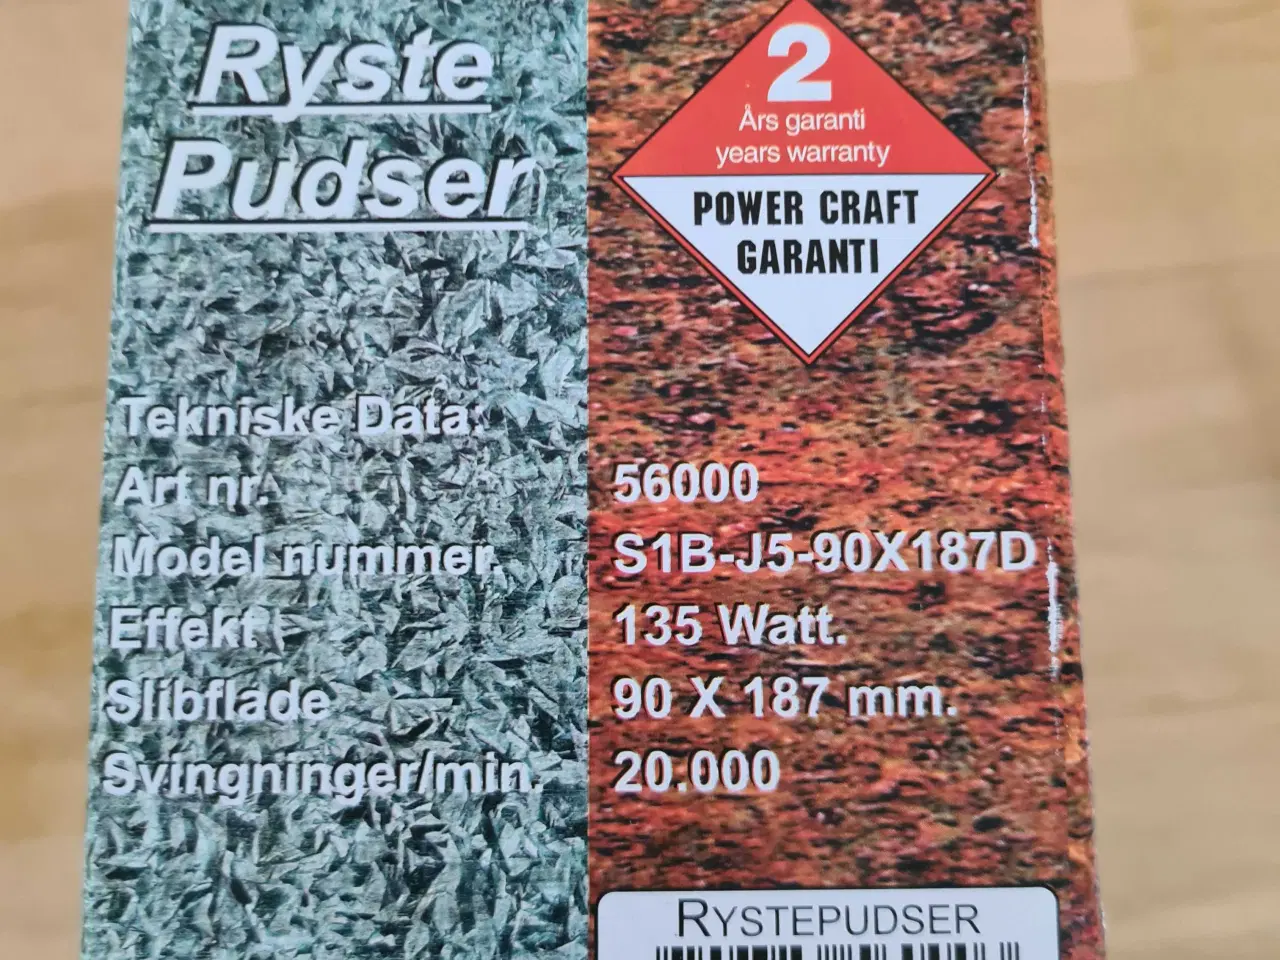 Ryste
Pudser
2
Års garanti
years warranty
POWER CRAFT
GARANTI
Tekniske Data:
Art nr. 56000
Model nummer. S1B-J5-90X187D
Effekt 135 Watt.
Slibflade 90 X 187 mm.
Svingninger/min. 20.000
RYSTEPUDSER